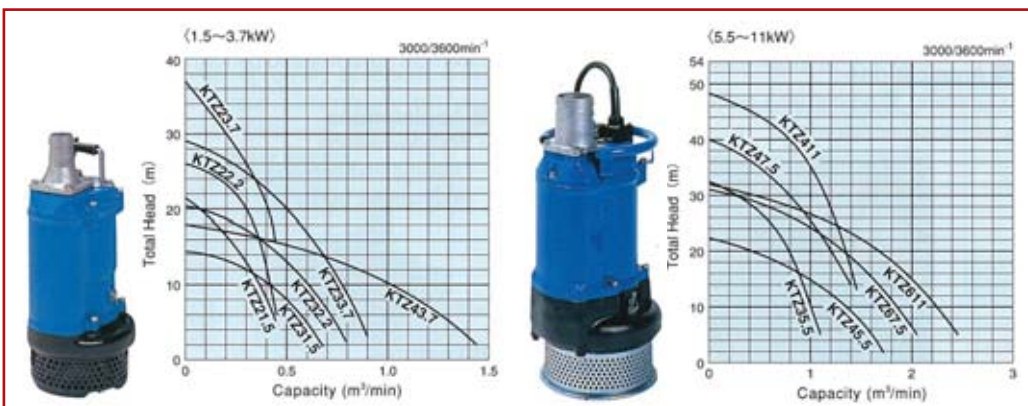 〈1.5～3.7kW〉
3000/3600min⁻¹
40
30
20
10
0
Total Head (m)
KTZ23.7
KTZ22.2
KTZ21.5
KTZ31.5
KTZ32.2
KTZ33.7
KTZ43.7
0
0.5
1.0
1.5
Capacity (m³/min)
〈5.5～11kW〉
3000/3600min⁻¹
54
50
40
30
20
10
0
Total Head (m)
KTZ411
KTZ47.5
KTZ35.5
KTZ45.5
KTZ67.5
KTZ611
0
1
2
3
Capacity (m³/min)